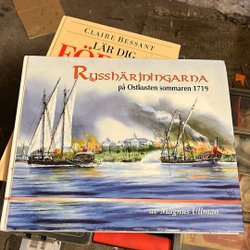 CLAIRE BESSANT
LÄR DIG
Rysshärjningarna
på Ostkusten sommaren 1719
av Magnus Ullman